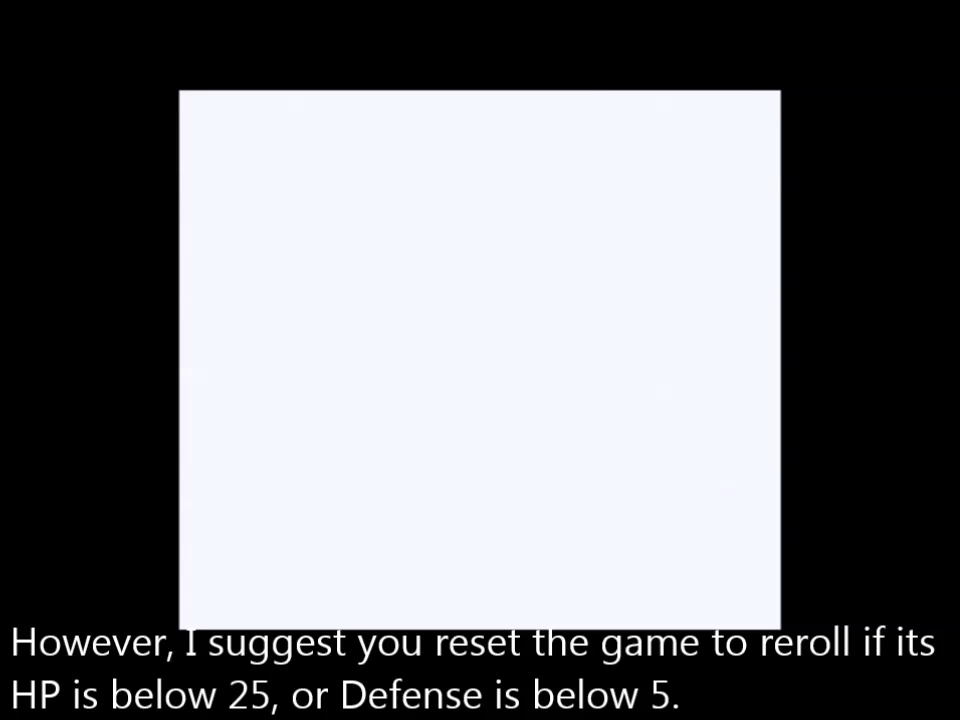 However, I suggest you reset the game to reroll if its
HP is below 25, or Defense is below 5.